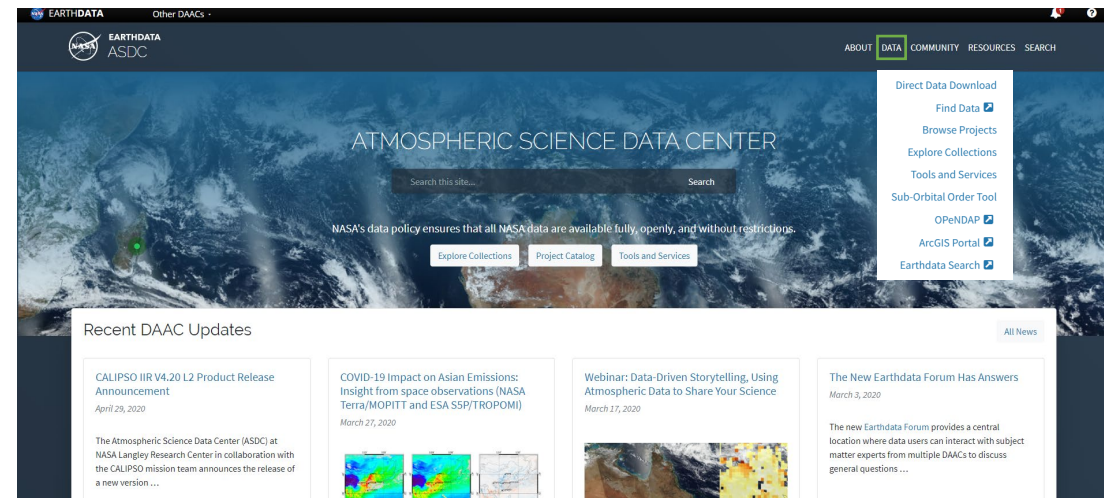 EARTHDATA Other DAACs
1 ?
NASA EARTHDATA
ASDC
ABOUT DATA COMMUNITY RESOURCES SEARCH
Direct Data Download
Find Data
Browse Projects
Explore Collections
Tools and Services
Sub-Orbital Order Tool
OPeNDAP
ArcGIS Portal
Earthdata Search
ATMOSPHERIC SCIENCE DATA CENTER
Search this site... Search
NASA's data policy ensures that all NASA data are available fully, openly, and without restrictions.
Explore Collections Project Catalog Tools and Services
Recent DAAC Updates
All News
CALIPSO IIR V4.20 L2 Product Release
Announcement
April 29, 2020
The Atmospheric Science Data Center (ASDC) at
NASA Langley Research Center in collaboration with
the CALIPSO mission team announces the release of
a new version ...
COVID-19 Impact on Asian Emissions:
Insight from space observations (NASA
Terra/MOPITT and ESA S5P/TROPOMI)
March 27, 2020
Webinar: Data-Driven Storytelling, Using
Atmospheric Data to Share Your Science
March 17, 2020
The New Earthdata Forum Has Answers
March 3, 2020
The new Earthdata Forum provides a central
location where data users can interact with subject
matter experts from multiple DAACs to discuss
general questions ...